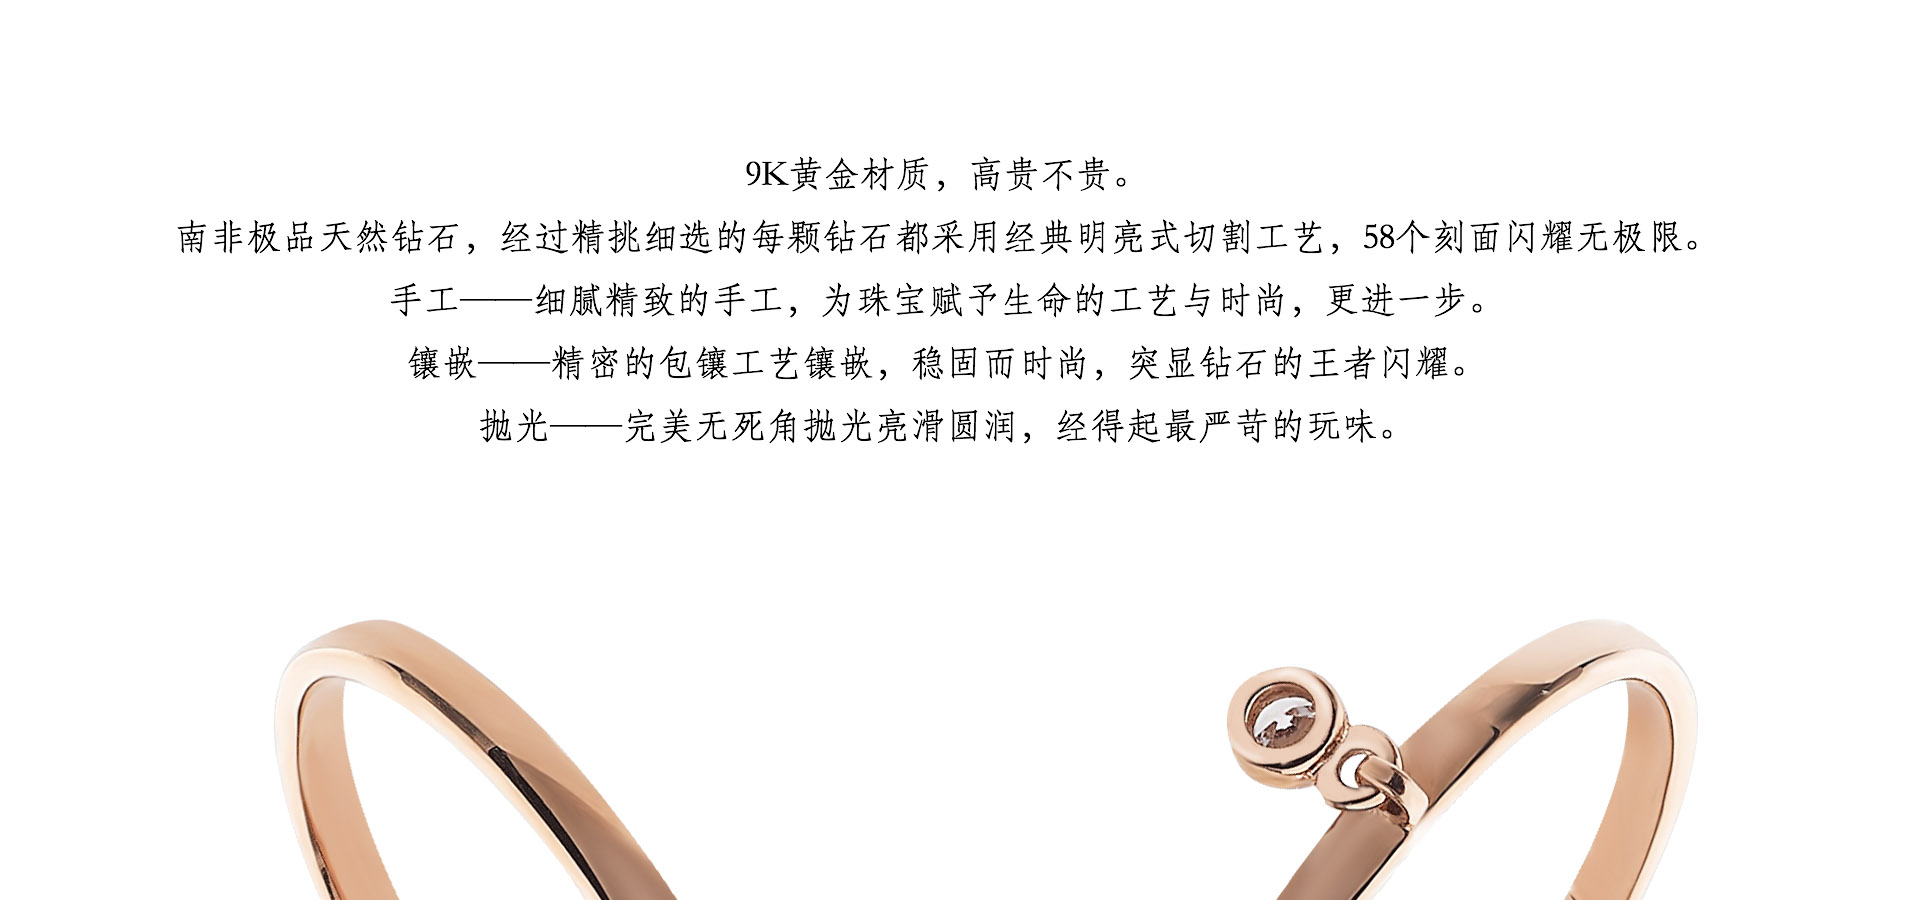 9K黄金材质，高贵不贵。
南非极品天然钻石，经过精挑细选的每颗钻石都采用经典明亮式切割工艺，58个刻面闪耀无极限。
手工——细腻精致的手工，为珠宝赋予生命的工艺与时尚，更进一步。
镶嵌——精密的包镶工艺镶嵌，稳固而时尚，突显钻石的王者闪耀。
抛光——完美无死角抛光亮滑圆润，经得起最严苛的玩味。